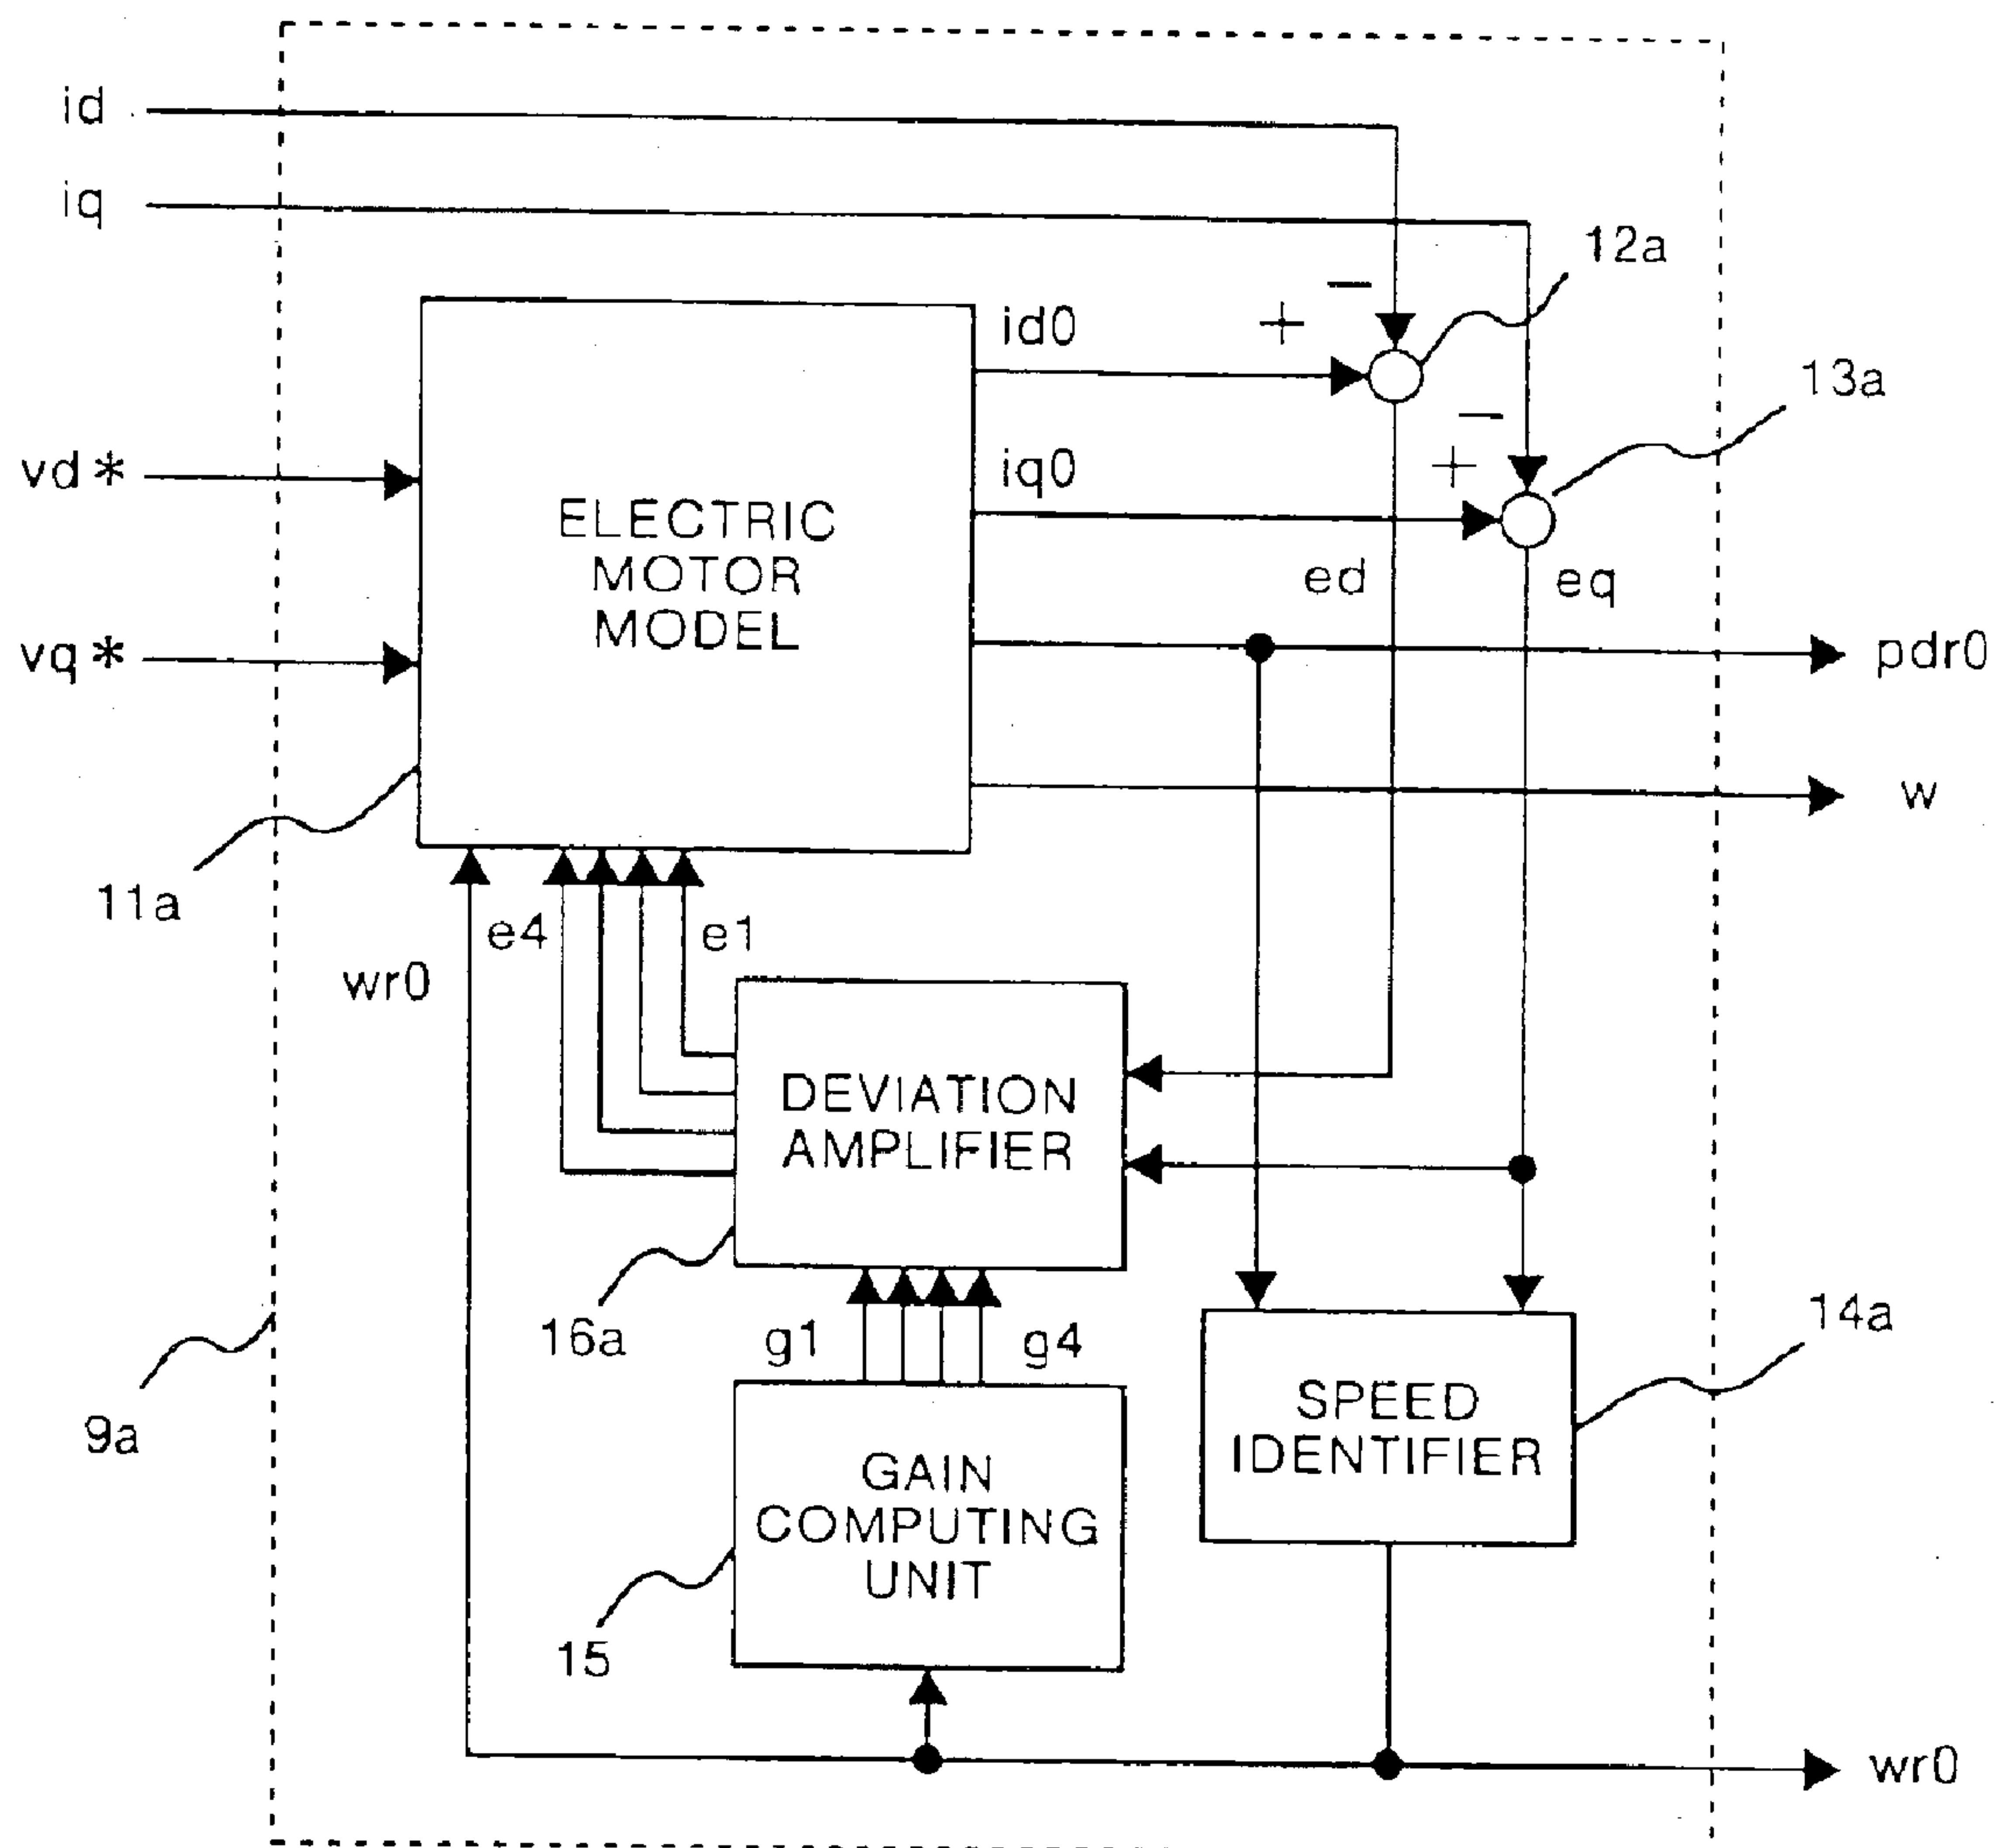 id
iq
12a
id0
+
−
13a
vd*
iq0
+
−
ELECTRIC
MOTOR
MODEL
ed
eq
vq*
pdr0
w
11a
e4
e1
wr0
DEVIATION
AMPLIFIER
16a
g1
g4
14a
9a
SPEED
IDENTIFIER
GAIN
COMPUTING
UNIT
15
wr0